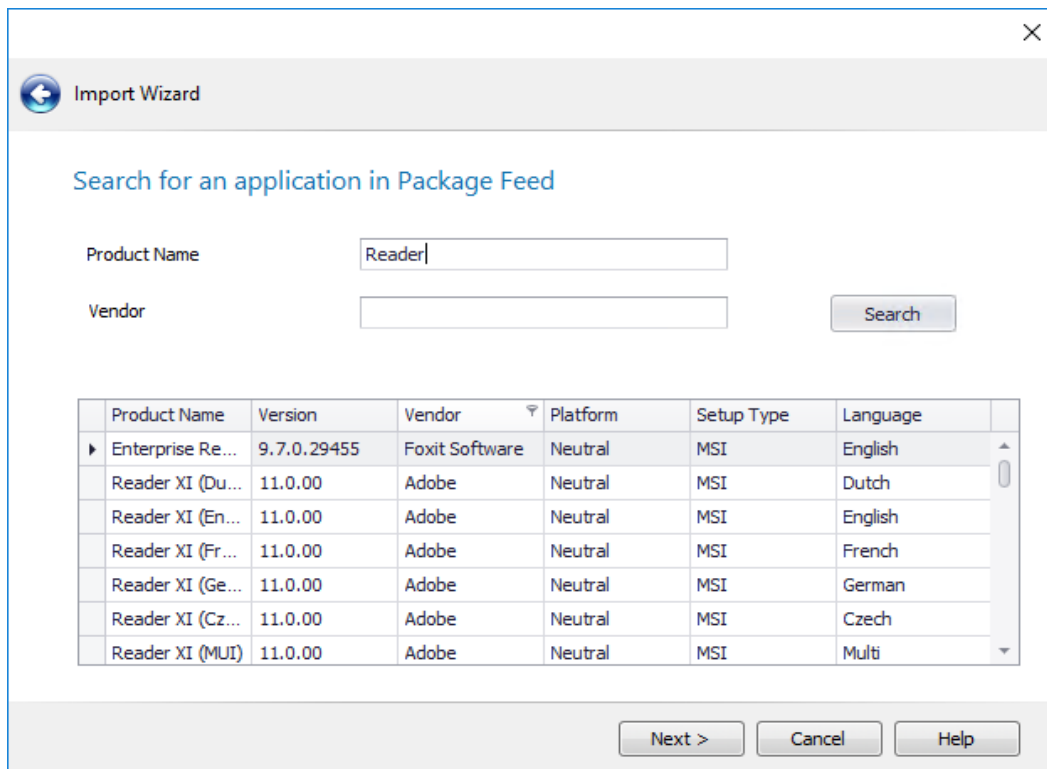 Import Wizard
Search for an application in Package Feed
Product Name Reader
Vendor Search
Product Name Version Vendor Platform Setup Type Language
Enterprise Re... 9.7.0.29455 Foxit Software Neutral MSI English
Reader XI (Du... 11.0.00 Adobe Neutral MSI Dutch
Reader XI (En... 11.0.00 Adobe Neutral MSI English
Reader XI (Fr... 11.0.00 Adobe Neutral MSI French
Reader XI (Ge... 11.0.00 Adobe Neutral MSI German
Reader XI (Cz... 11.0.00 Adobe Neutral MSI Czech
Reader XI (MUI) 11.0.00 Adobe Neutral MSI Multi
Next > Cancel Help